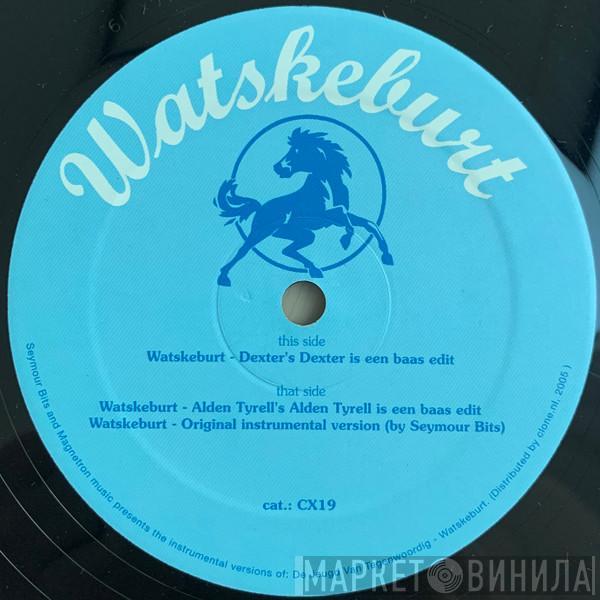 Watskeburt
this side
Watskeburt - Dexter's Dexter is een baas edit
that side
Watskeburt - Alden Tyrell's Alden Tyrell is een baas edit
Watskeburt - Original instrumental version (by Seymour Bits)
cat.: CX19
Seymour Bits and Magnetron music presents the instrumental versions of: De Jeugd Van Tegenwoordig - Watskeburt. (Distributed by clone.nl, 2005 )
МАРКЕТ ВИНИЛА